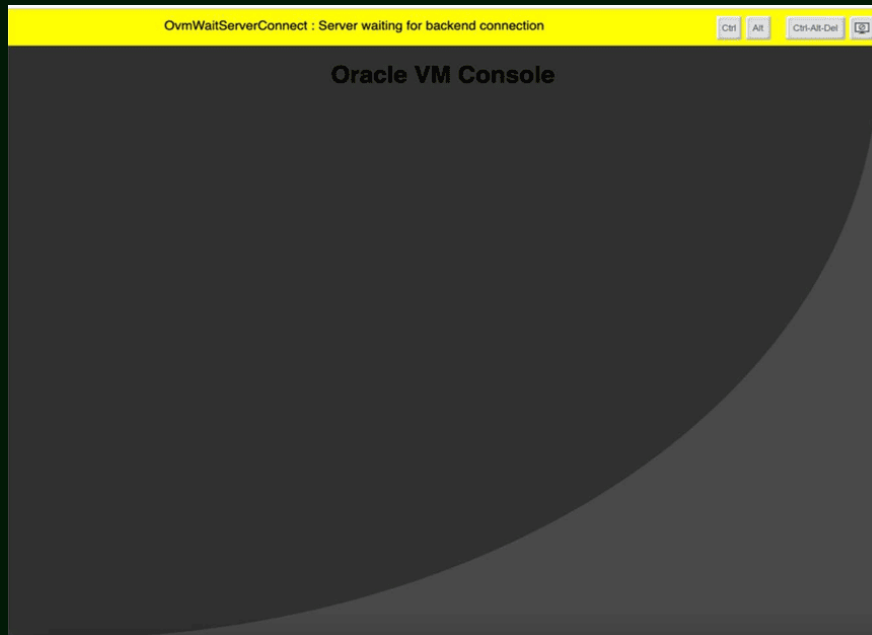 OvmWaitServerConnect : Server waiting for backend connection
Ctrl Alt Ctrl-Alt-Del
Oracle VM Console